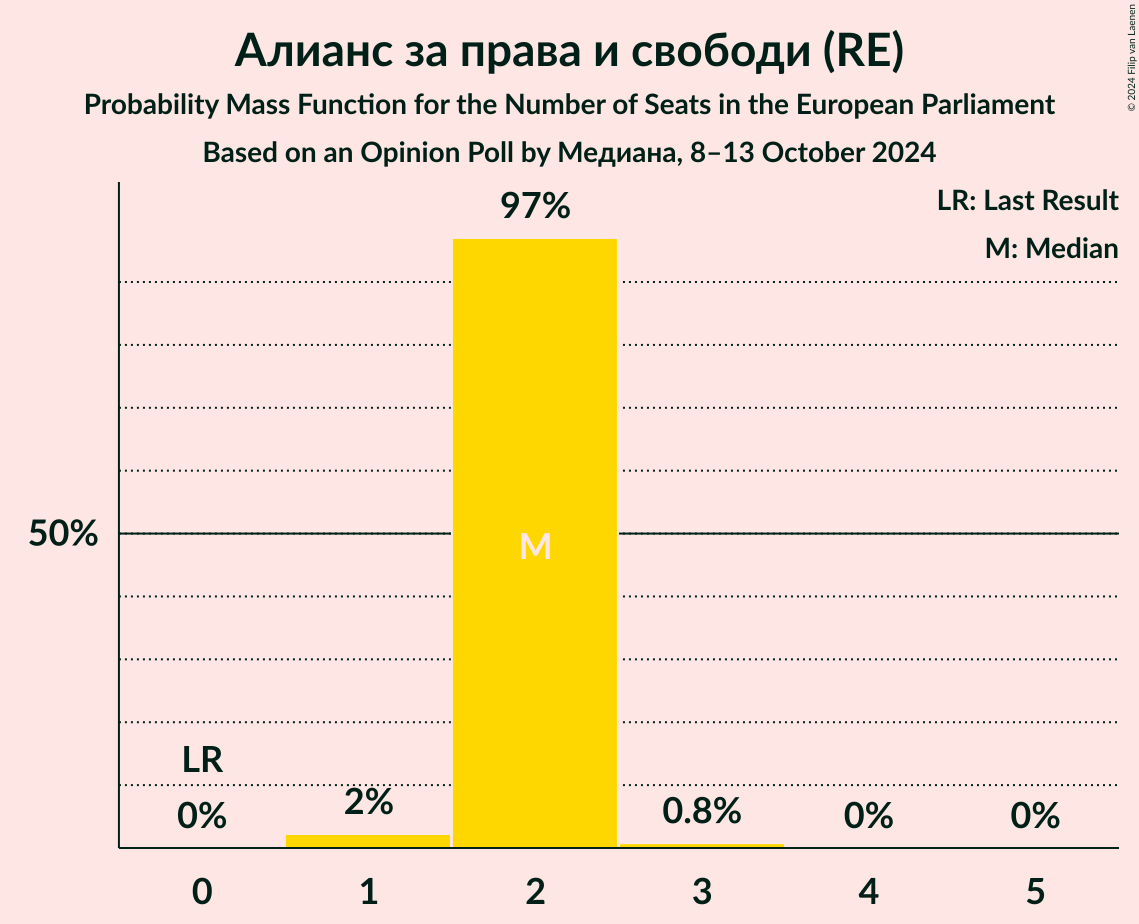 Алианс за права и свободи (RE)
Probability Mass Function for the Number of Seats in the European Parliament
Based on an Opinion Poll by Медиана, 8–13 October 2024
© 2024 Filip van Laenen
LR: Last Result
M: Median
97%
50%
M
LR
0%
2%
0.8%
0%
0%
0 1 2 3 4 5